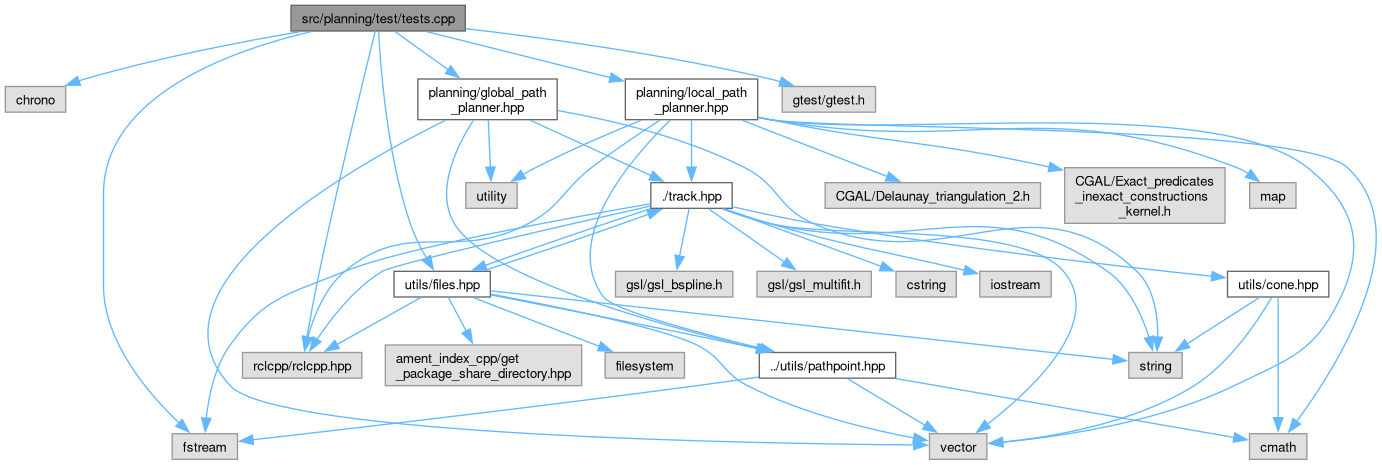 src/planning/test/tests.cpp
chrono
planning/global_path
_planner.hpp
planning/local_path
_planner.hpp
gtest/gtest.h
utility
./track.hpp
CGAL/Delaunay_triangulation_2.h
CGAL/Exact_predicates
_inexact_constructions
_kernel.h
map
utils/files.hpp
gsl/gsl_bspline.h
gsl/gsl_multifit.h
cstring
iostream
utils/cone.hpp
rclcpp/rclcpp.hpp
ament_index_cpp/get
_package_share_directory.hpp
filesystem
../utils/pathpoint.hpp
string
fstream
vector
cmath